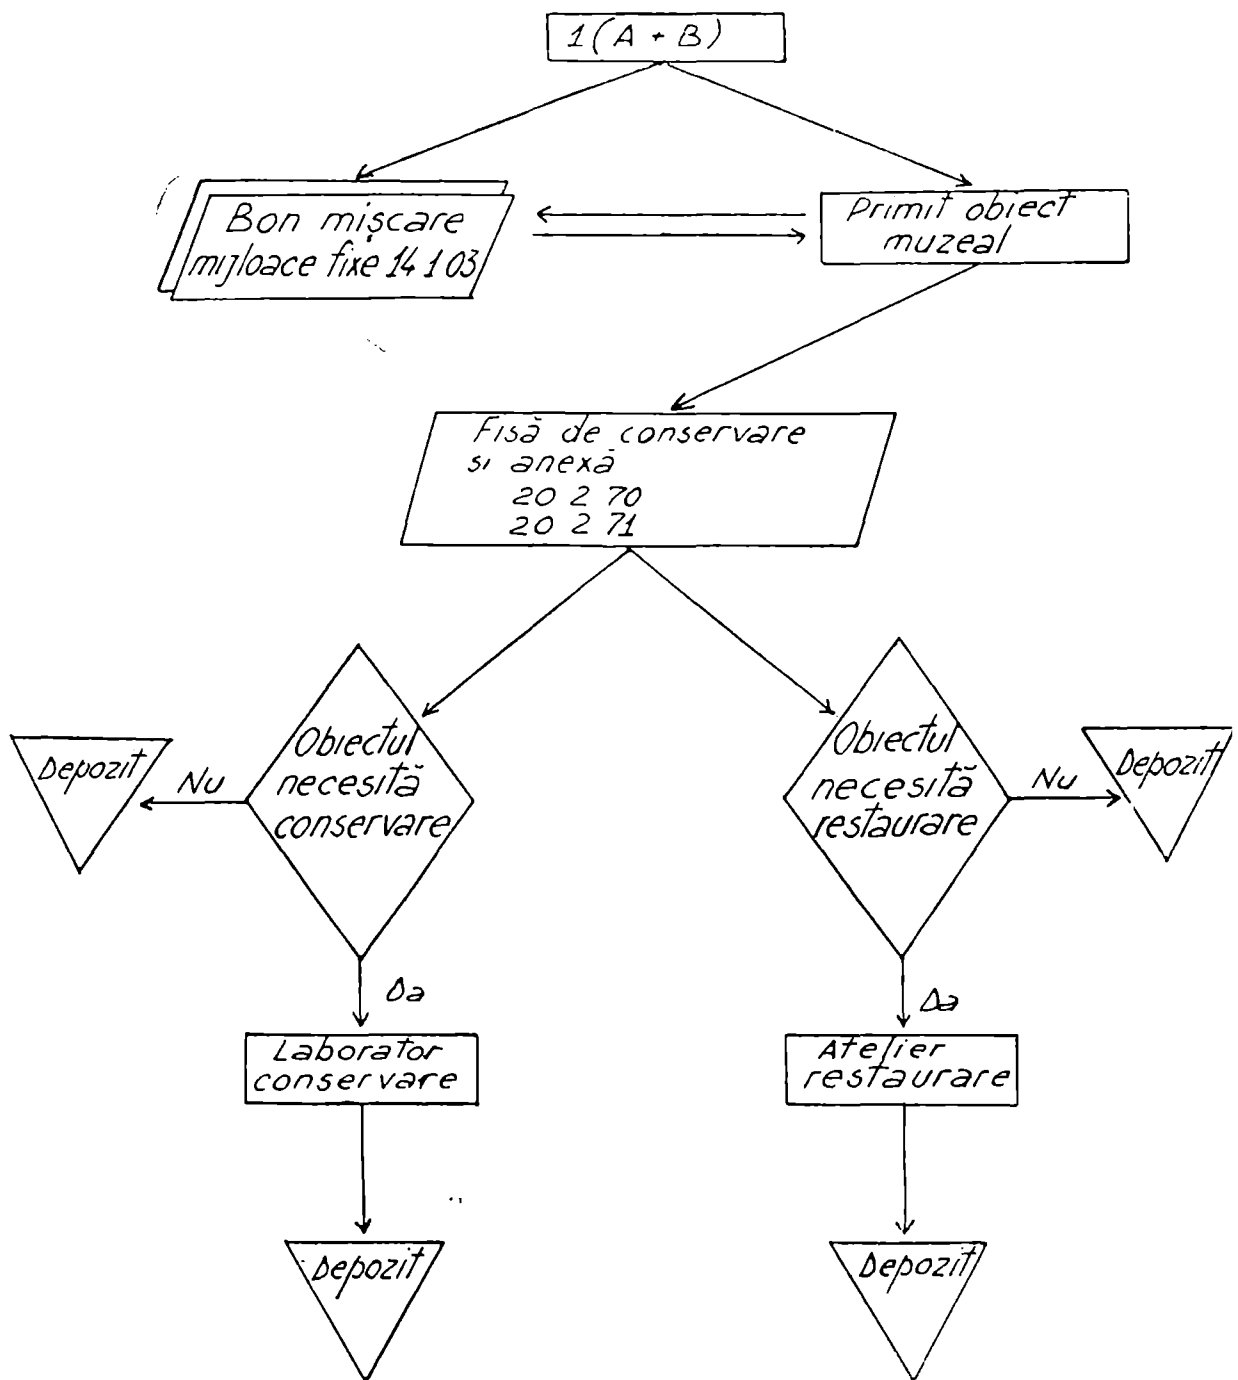 1 (A + B)
Bon mișcare
mijloace fixe 14 1 03
Primit obiect
muzeal
Fisă de conservare
si anexă
20 2 70
20 2 71
Depozit
Nu
Obiectul
necesită
conservare
Obiectul
necesită
restaurare
Nu
Depozit
Da
Da
Laborator
conservare
Atelier
restaurare
Depozit
Depozit